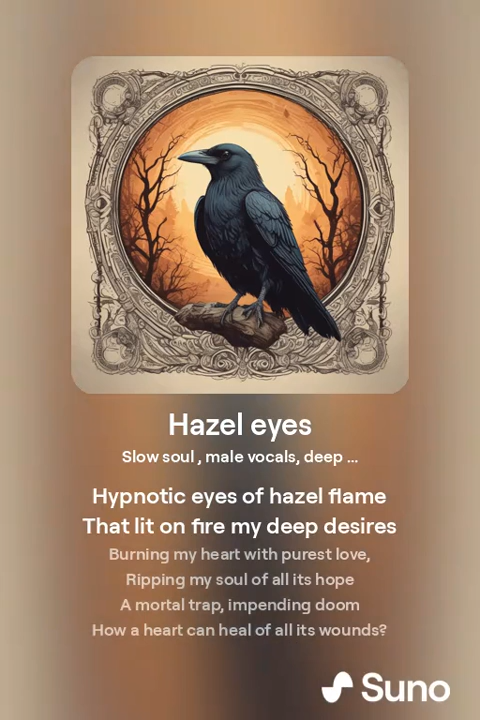 Hazel eyes
Slow soul , male vocals, deep ...
Hypnotic eyes of hazel flame
That lit on fire my deep desires
Burning my heart with purest love,
Ripping my soul of all its hope
A mortal trap, impending doom
How a heart can heal of all its wounds?
Suno